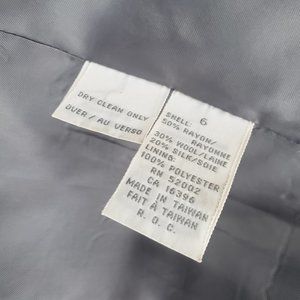 DRY CLEAN ONLY
OVER / AU VERSO
6
SHELL:
50% RAYON/
RAYONNE
30% WOOL/LAINE
20% SILK/SOIE
LINING:
100% POLYESTER
RN 52002
CA 16396
MADE IN TAIWAN
FAIT À TAIWAN
R. O. C.